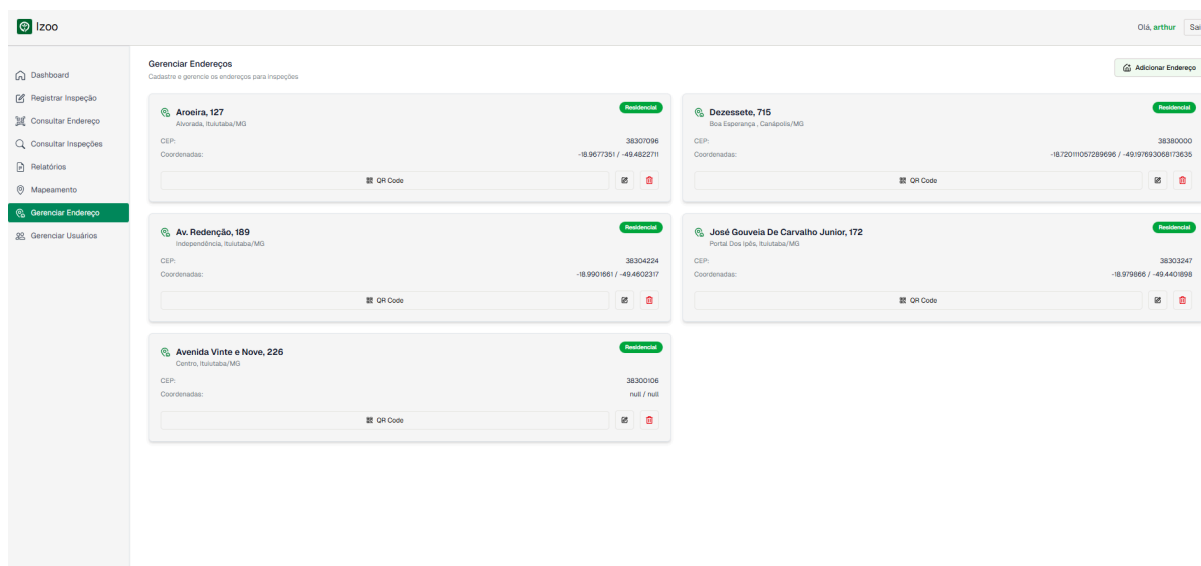 Izoo
Olá, arthur
Sai
Dashboard
Registrar Inspeção
Consultar Endereço
Consultar Inspeções
Relatórios
Mapeamento
Gerenciar Endereço
Gerenciar Usuários
Gerenciar Endereços
Cadastre e gerencie os endereços para inspeções
Adicionar Endereço
Aroeira, 127
Residencial
Alvorada, Ituiutaba/MG
CEP: 38307096
Coordenadas: -18.9677351 / -49.4822711
QR Code
Dezessete, 715
Residencial
Boa Esperança , Canápolis/MG
CEP: 38380000
Coordenadas: -18.720111057289696 / -49.197693068173635
QR Code
Av. Redenção, 189
Residencial
Independência, Ituiutaba/MG
CEP: 38304224
Coordenadas: -18.9901661 / -49.4602317
QR Code
José Gouveia De Carvalho Junior, 172
Residencial
Portal Dos Ipês, Ituiutaba/MG
CEP: 38303247
Coordenadas: -18.979866 / -49.4401898
QR Code
Avenida Vinte e Nove, 226
Residencial
Centro, Ituiutaba/MG
CEP: 38300106
Coordenadas: null / null
QR Code